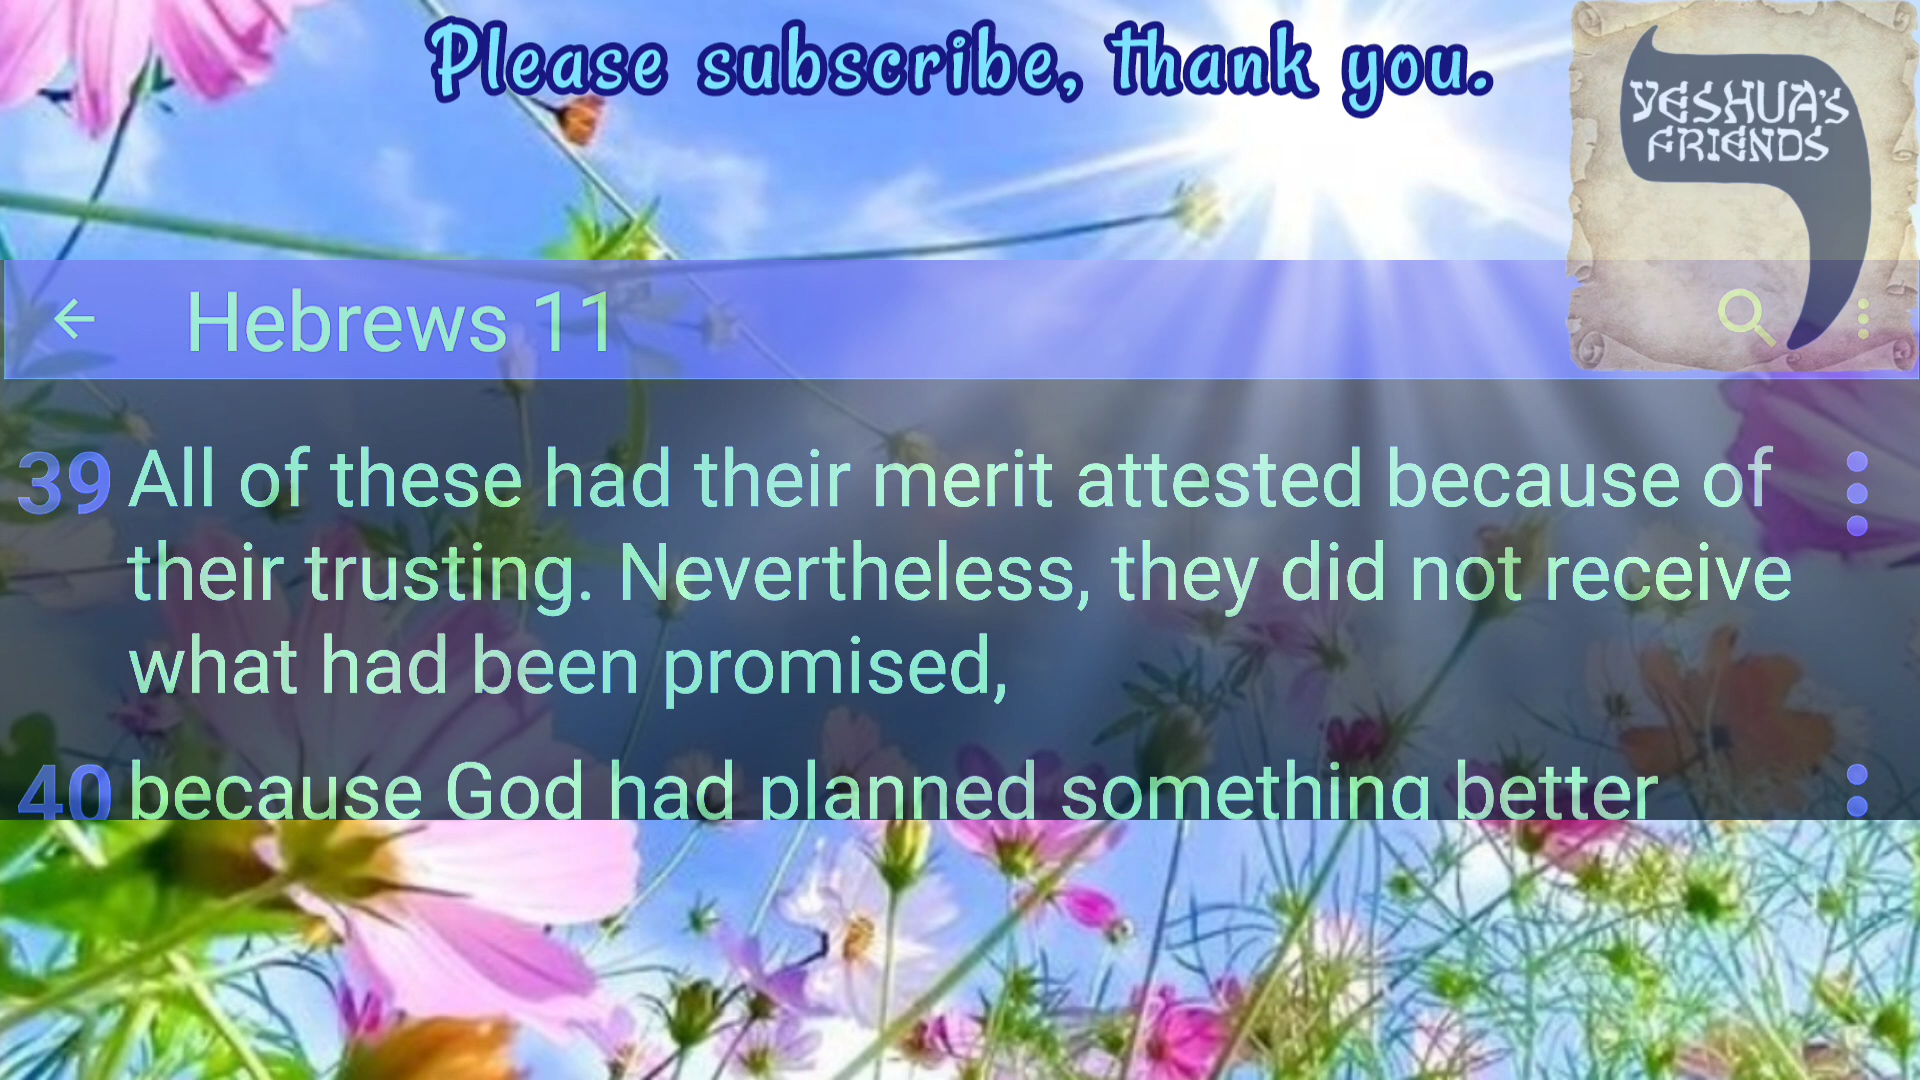 Please subscribe, thank you.
YESHUA'S
FRIENDS
Hebrews 11
39 All of these had their merit attested because of
their trusting. Nevertheless, they did not receive
what had been promised,
40 because God had planned something better